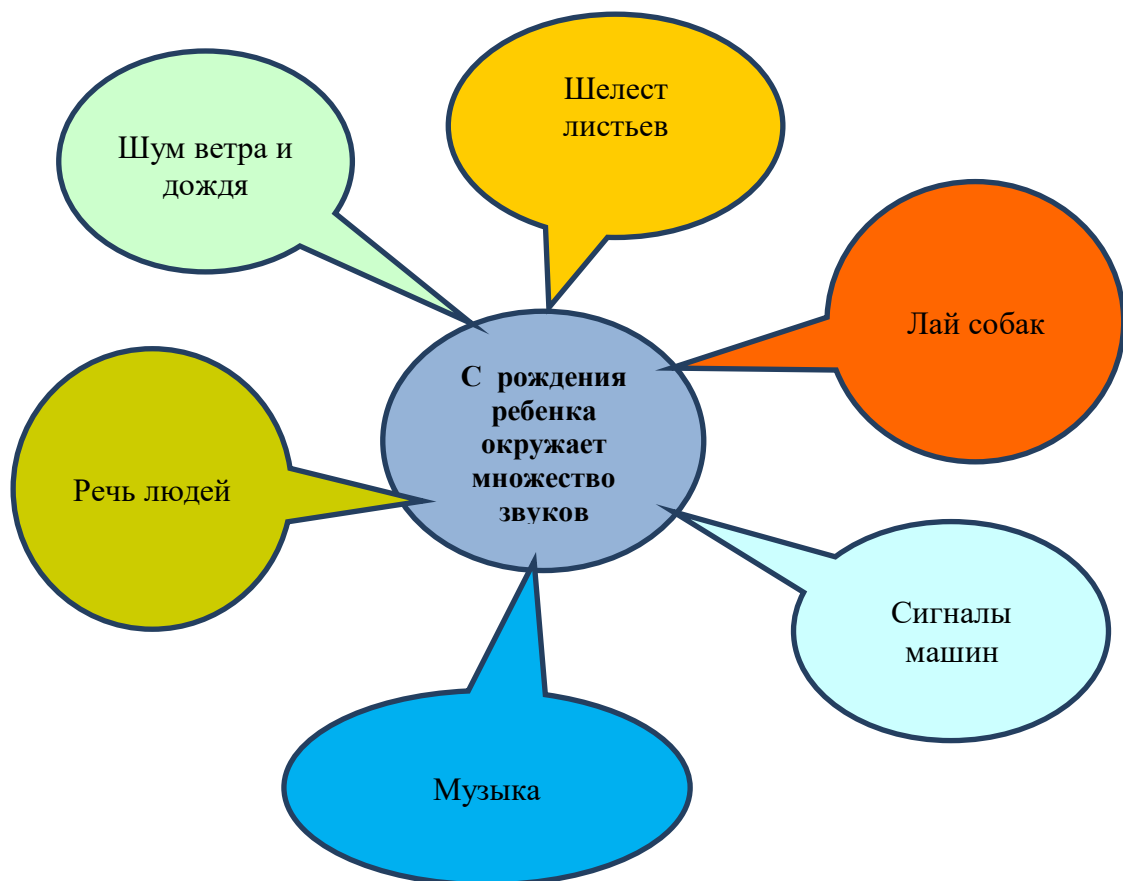 Шелест
листьев
Шум ветра и
дождя
Лай собак
С рождения
ребенка
окружает
множество
звуков
Речь людей
Сигналы
машин
Музыка